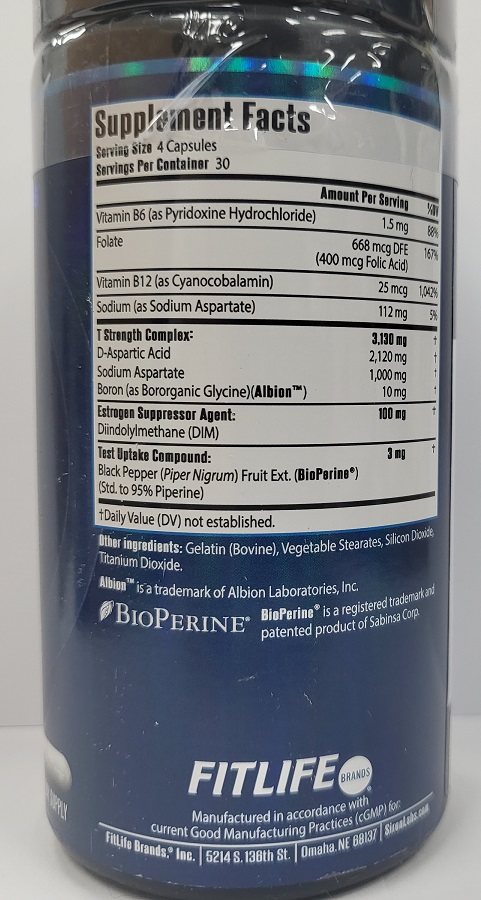 Supplement Facts
Serving Size 4 Capsules
Servings Per Container 30
Amount Per Serving %DV
Vitamin B6 (as Pyridoxine Hydrochloride) 1.5 mg 88%
Folate 668 mcg DFE 167%
(400 mcg Folic Acid)
Vitamin B12 (as Cyanocobalamin) 25 mcg 1,042%
Sodium (as Sodium Aspartate) 112 mg 5%
T Strength Complex: 3,130 mg †
D-Aspartic Acid 2,120 mg †
Sodium Aspartate 1,000 mg †
Boron (as Bororganic Glycine)(Albion™) 10 mg †
Estrogen Suppressor Agent: 100 mg †
Diindolylmethane (DIM)
Test Uptake Compound: 3 mg †
Black Pepper (Piper Nigrum) Fruit Ext. (BioPerine®)
(Std. to 95% Piperine)
†Daily Value (DV) not established.
Other ingredients: Gelatin (Bovine), Vegetable Stearates, Silicon Dioxide,
Titanium Dioxide.
Albion™ is a trademark of Albion Laboratories, Inc.
BIOPERINE® BioPerine® is a registered trademark and
patented product of Sabinsa Corp.
FITLIFE BRANDS
Manufactured in accordance with
current Good Manufacturing Practices (cGMP) for:
FitLife Brands,® Inc. | 5214 S. 136th St. | Omaha, NE 68137 | SironLabs.com
SUPPLY